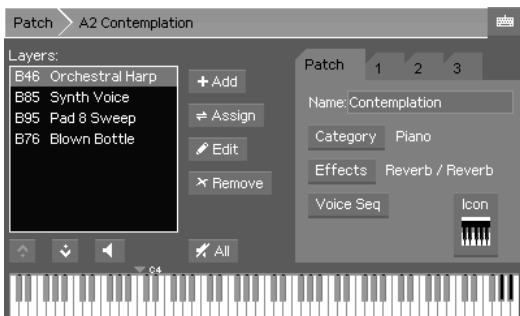 Patch A2 Contemplation
Layers:
B46 Orchestral Harp
B85 Synth Voice
B95 Pad 8 Sweep
B76 Blown Bottle
+ Add
Assign
Edit
Remove
All
Patch 1 2 3
Name: Contemplation
Category Piano
Effects Reverb / Reverb
Voice Seq Icon
C4